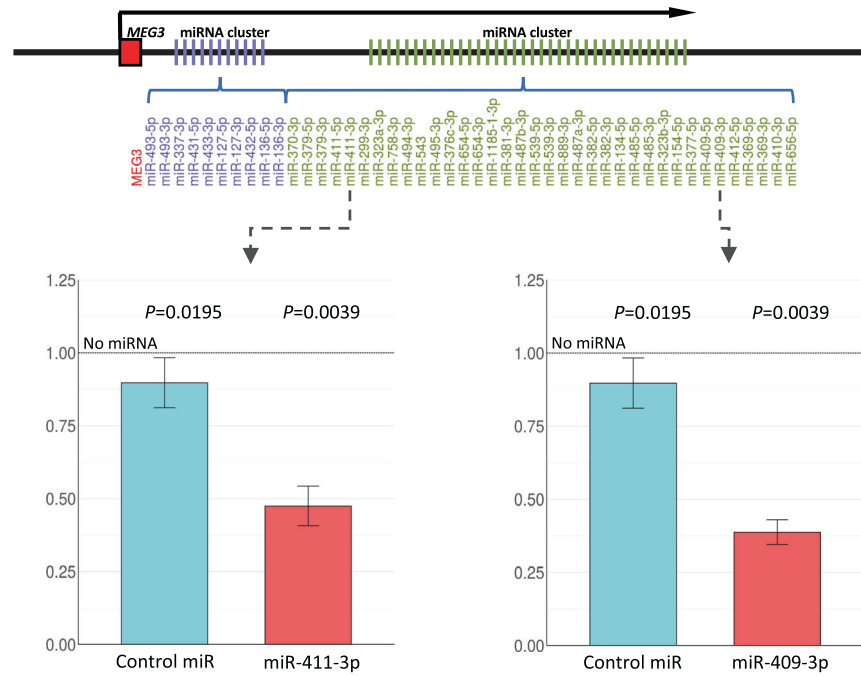 MEG3
miRNA cluster
miRNA cluster
MEG3
miR-493-5p
miR-493-3p
miR-337-3p
miR-431-5p
miR-433-3p
miR-127-5p
miR-127-3p
miR-432-5p
miR-136-5p
miR-136-3p
miR-370-3p
miR-379-5p
miR-379-3p
miR-411-5p
miR-411-3p
miR-299-3p
miR-323a-3p
miR-758-3p
miR-494-3p
miR-543
miR-495-3p
miR-376c-3p
miR-654-5p
miR-654-3p
miR-1185-1-3p
miR-381-3p
miR-487b-3p
miR-539-5p
miR-539-3p
miR-889-3p
miR-487a-3p
miR-382-5p
miR-382-3p
miR-134-5p
miR-485-5p
miR-485-3p
miR-323b-3p
miR-154-5p
miR-377-5p
miR-409-5p
miR-409-3p
miR-412-5p
miR-369-5p
miR-369-3p
miR-410-3p
miR-656-5p
1.25
P=0.0195 P=0.0039
No miRNA
1.00
0.75
0.50
0.25
0.00
Control miR miR-411-3p
1.25
P=0.0195 P=0.0039
No miRNA
1.00
0.75
0.50
0.25
0.00
Control miR miR-409-3p